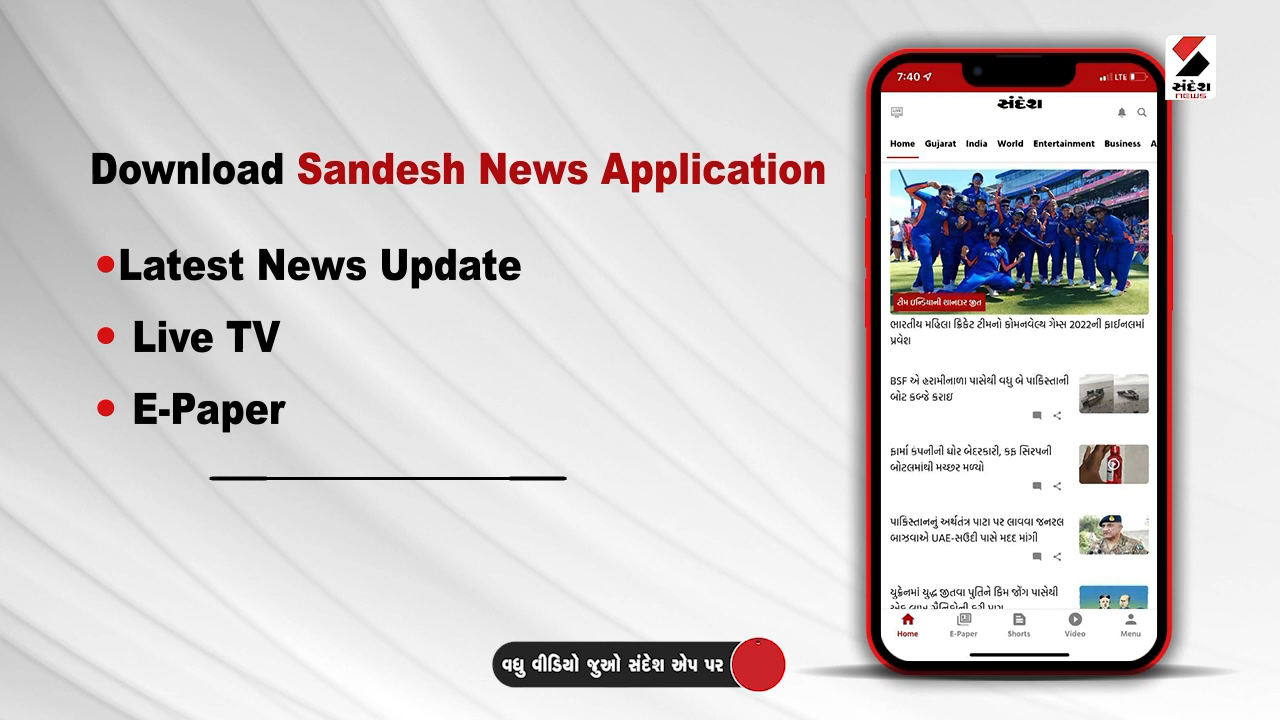 Download Sandesh News Application
•Latest News Update
• Live TV
• E-Paper
વધુ વીડિયો જુઓ સંદેશ એપ પર
સંદેશ
NEWS
7:40
LTE
LIVE
સંદેશ
Home Gujarat India World Entertainment Business A
ટીમ ઇન્ડિયાની શાનદાર જીત
ભારતીય મહિલા ક્રિકેટ ટીમનો કોમનવેલ્થ ગેમ્સ 2022ની ફાઈનલમાં
પ્રવેશ
BSF એ હરામીનાળા પાસેથી વધુ બે પાકિસ્તાની
બોટ કબ્જે કરાઇ
ફાર્મા કંપનીની ઘોર બેદરકારી, કફ સિરપની
બોટલમાંથી મચ્છર મળ્યો
પાકિસ્તાનનું અર્થતંત્ર પાટા પર લાવવા જનરલ
બાઝવાએ UAE-સઉદી પાસે મદદ માંગી
યુક્રેનમાં યુદ્ધ જીતવા પુતિને કિમ જોંગ પાસેથી
Home E-Paper Shorts Video Menu